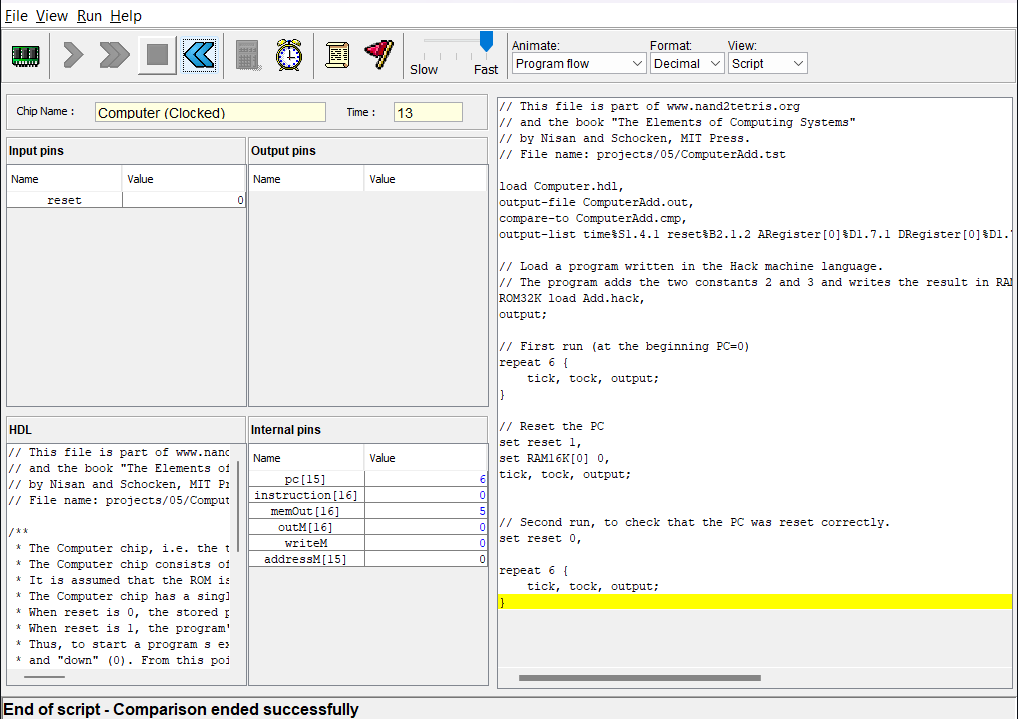 File View Run Help
Animate: Format: View:
Slow Fast Program flow Decimal Script
Chip Name : Computer (Clocked) Time : 13
Input pins
Name Value
reset 0
Output pins
Name Value
HDL
// This file is part of www.nand
// and the book "The Elements of
// by Nisan and Schocken, MIT Pr
// File name: projects/05/Comput
/**
* The Computer chip, i.e. the t
* The Computer chip consists of
* It is assumed that the ROM is
* The Computer chip has a singl
* When reset is 0, the stored p
* When reset is 1, the program'
* Thus, to start a program s ex
* and "down" (0). From this poi
Internal pins
Name Value
pc[15] 6
instruction[16] 0
memOut[16] 5
outM[16] 0
writeM 0
addressM[15] 0
// This file is part of www.nand2tetris.org
// and the book "The Elements of Computing Systems"
// by Nisan and Schocken, MIT Press.
// File name: projects/05/ComputerAdd.tst
load Computer.hdl,
output-file ComputerAdd.out,
compare-to ComputerAdd.cmp,
output-list time%S1.4.1 reset%B2.1.2 ARegister[0]%D1.7.1 DRegister[0]%D1.7
// Load a program written in the Hack machine language.
// The program adds the two constants 2 and 3 and writes the result in RAM
ROM32K load Add.hack,
output;
// First run (at the beginning PC=0)
repeat 6 {
tick, tock, output;
}
// Reset the PC
set reset 1,
set RAM16K[0] 0,
tick, tock, output;
// Second run, to check that the PC was reset correctly.
set reset 0,
repeat 6 {
tick, tock, output;
}
End of script - Comparison ended successfully